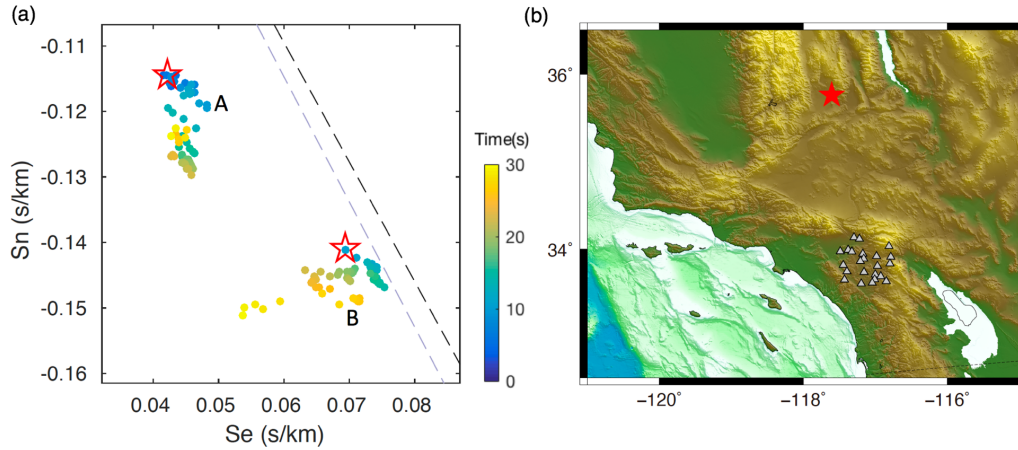 (a)
-0.11
-0.12
-0.13
-0.14
-0.15
-0.16
Sn (s/km)
A
B
0.04 0.05 0.06 0.07 0.08
Se (s/km)
Time(s)
30
20
10
0
(b)
36°
34°
−120° −118° −116°